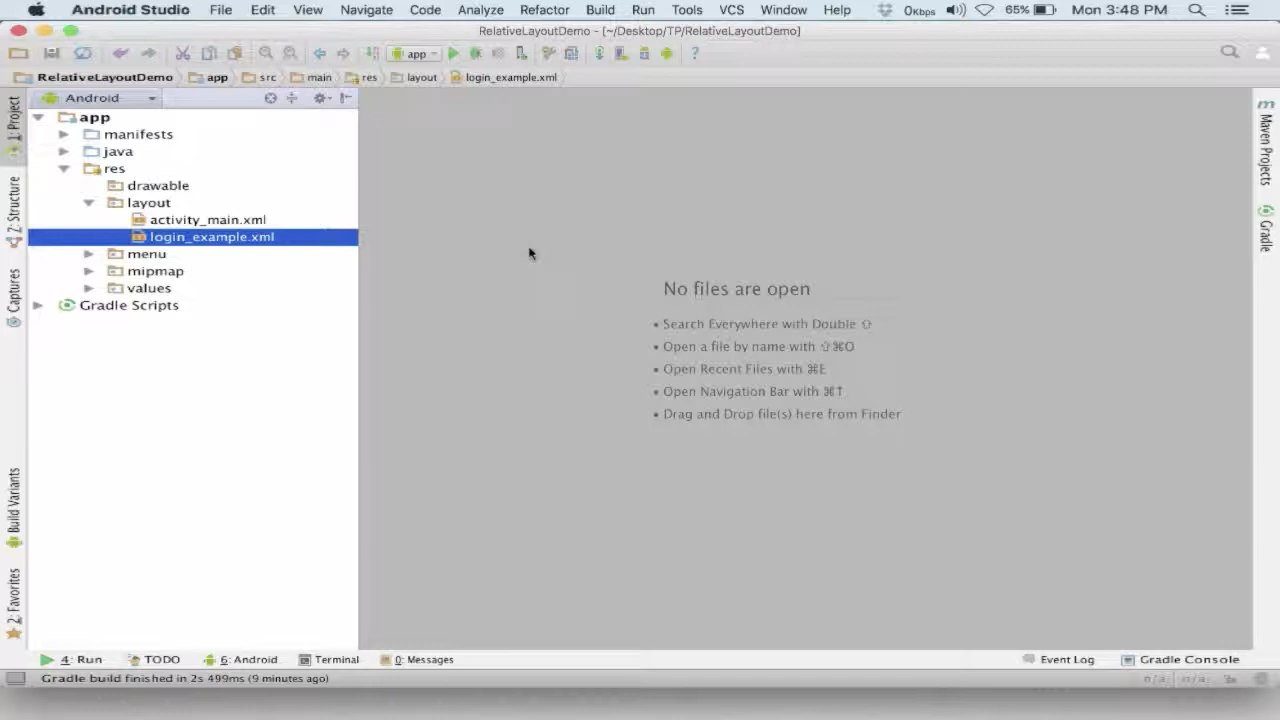 Android Studio File Edit View Navigate Code Analyze Refactor Build Run Tools VCS Window Help 0Kbps 65% Mon 3:48 PM
RelativeLayoutDemo - [~/Desktop/TP/RelativeLayoutDemo]
app
RelativeLayoutDemo app src main res layout login_example.xml
Android
app
manifests
java
res
drawable
layout
activity_main.xml
login_example.xml
menu
mipmap
values
Gradle Scripts
1: Project
Z: Structure
Captures
Build Variants
2: Favorites
No files are open
• Search Everywhere with Double ⇧
• Open a file by name with ⇧⌘O
• Open Recent Files with ⌘E
• Open Navigation Bar with ⌘↑
• Drag and Drop file(s) here from Finder
Maven Projects
Gradle
4: Run TODO 6: Android Terminal 0: Messages Event Log Gradle Console
Gradle build finished in 2s 499ms (9 minutes ago) n/a n/a